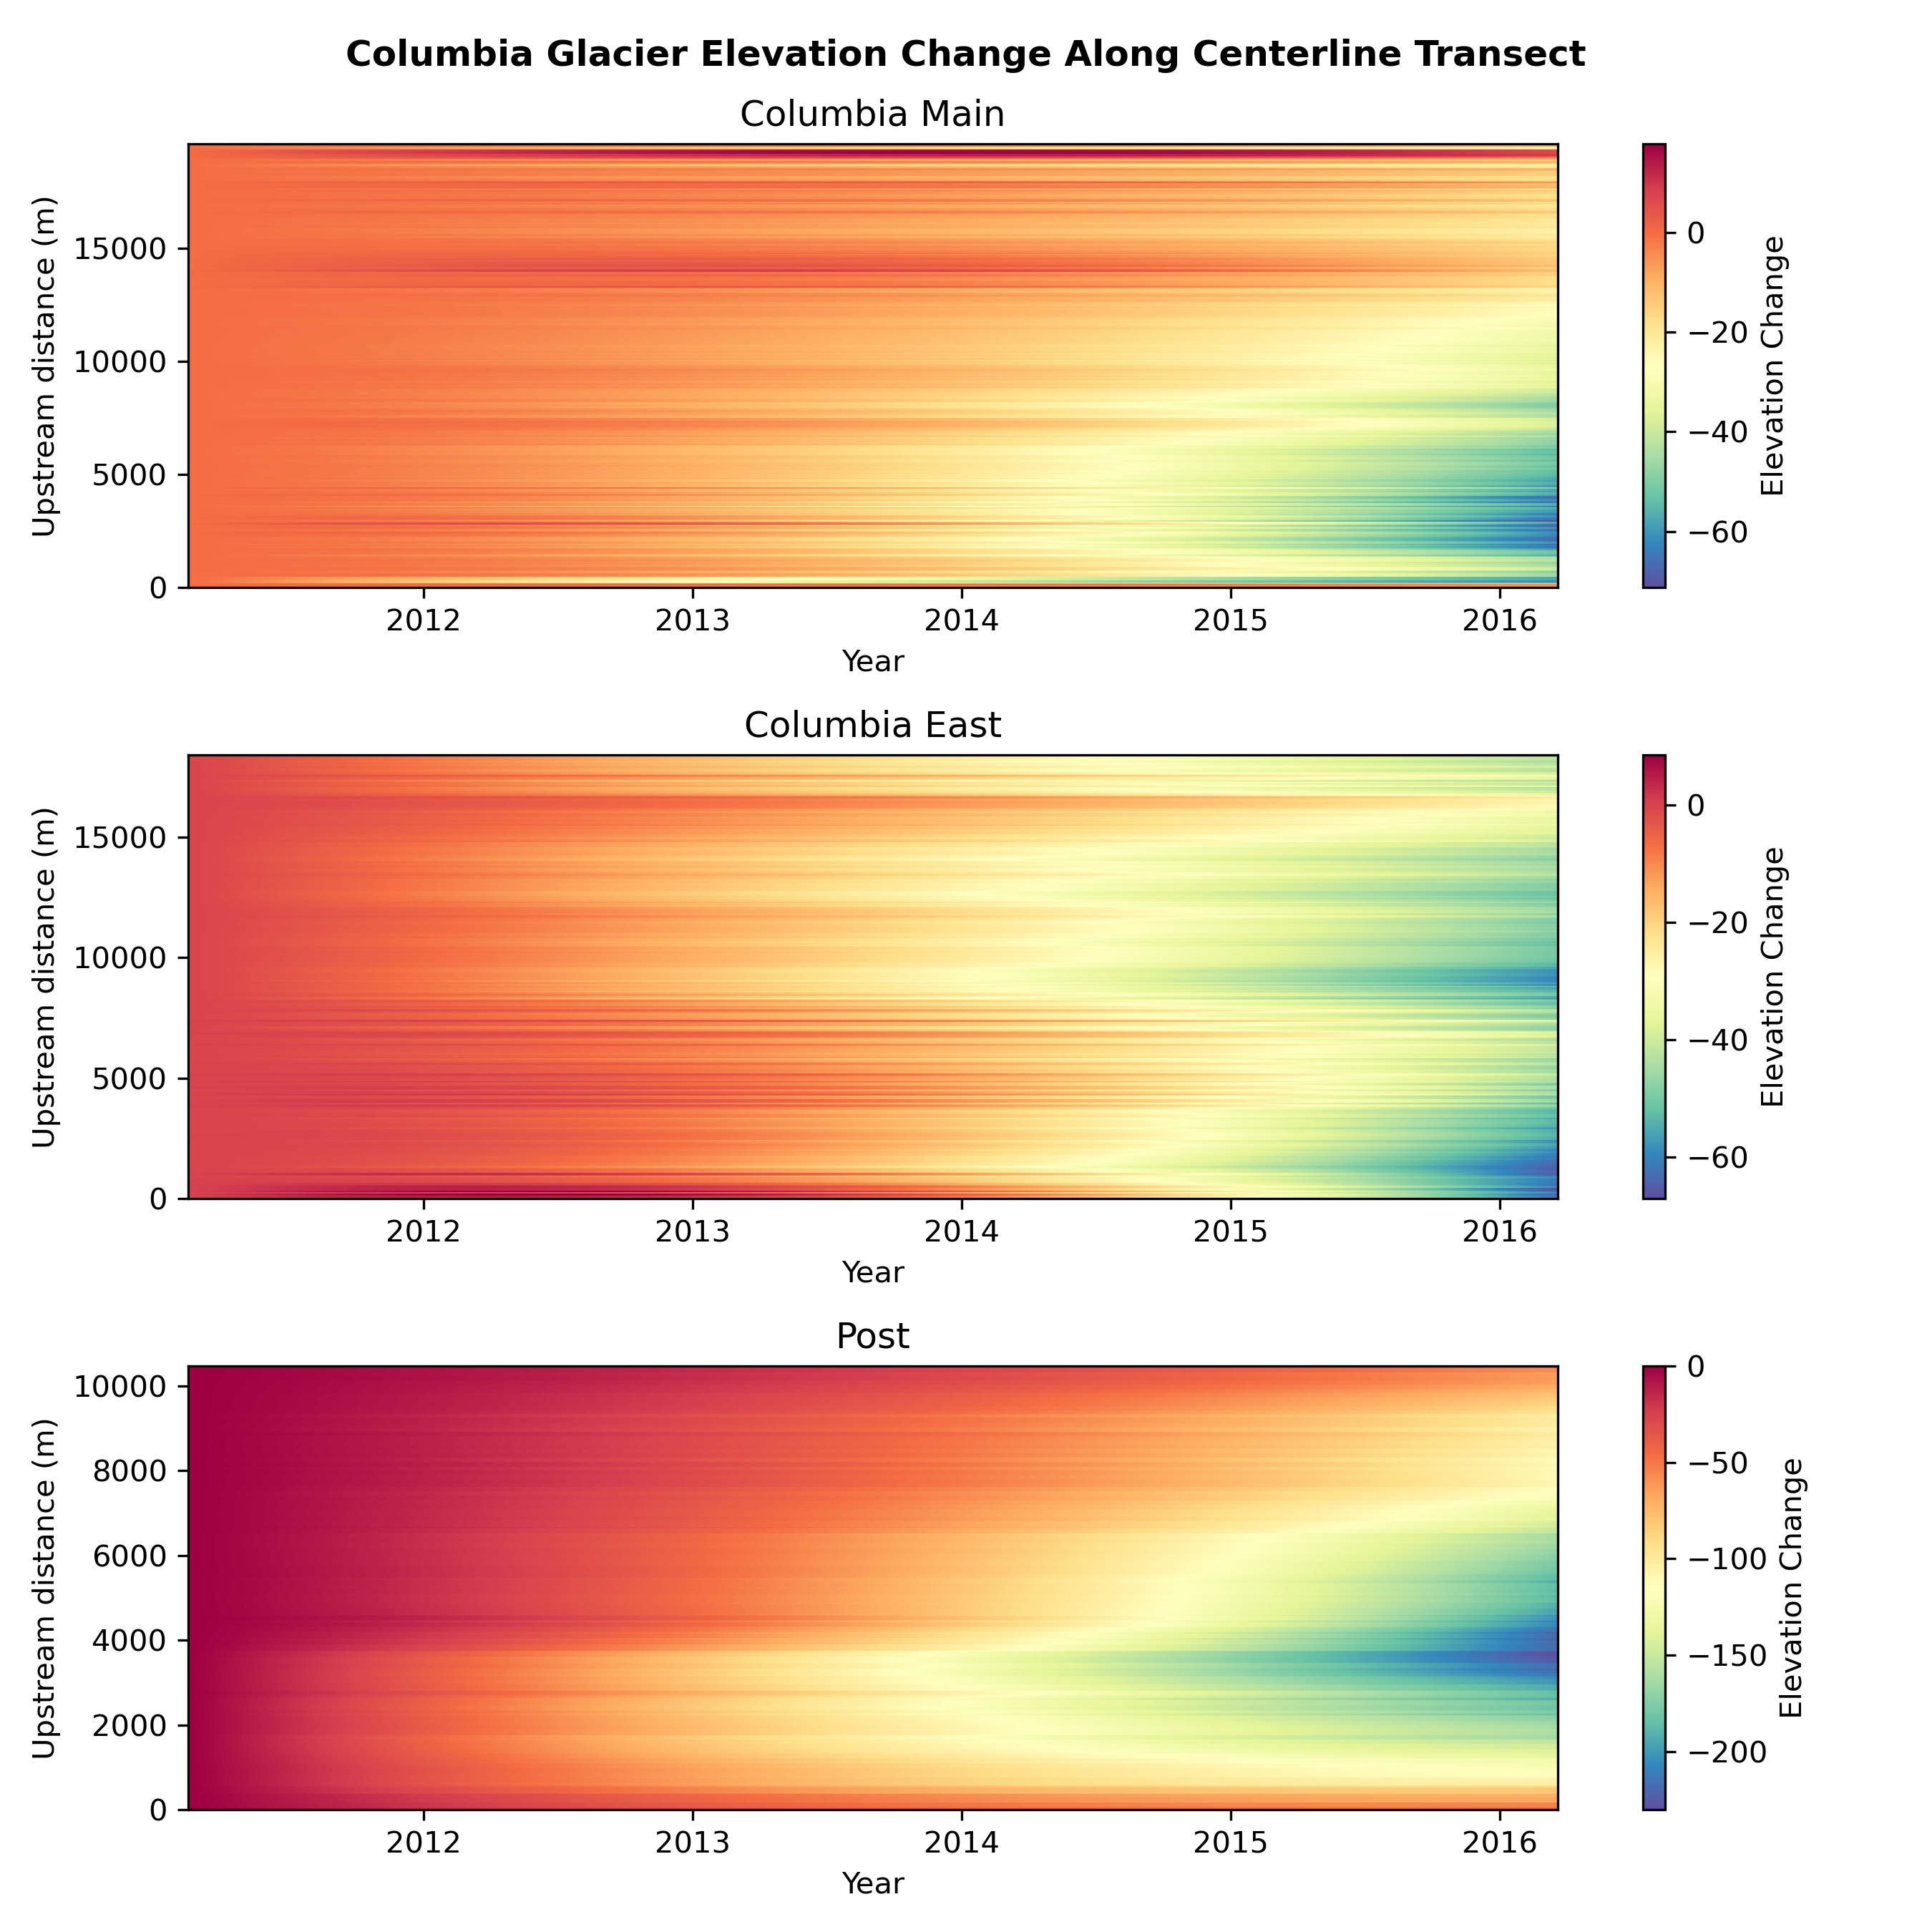 Columbia Glacier Elevation Change Along Centerline Transect
Columbia Main
Upstream distance (m)
15000
10000
5000
0
2012 2013 2014 2015 2016
Year
0
−20
−40
−60
Elevation Change
Columbia East
Upstream distance (m)
15000
10000
5000
0
2012 2013 2014 2015 2016
Year
0
−20
−40
−60
Elevation Change
Post
Upstream distance (m)
10000
8000
6000
4000
2000
0
2012 2013 2014 2015 2016
Year
0
−50
−100
−150
−200
Elevation Change